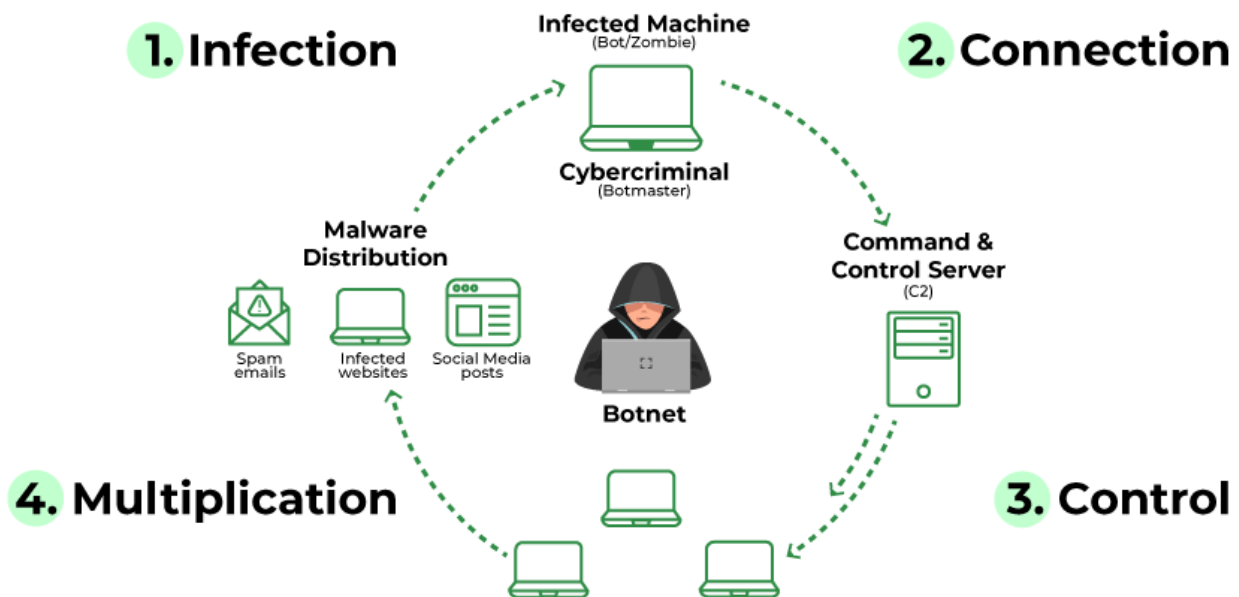 1. Infection
Infected Machine
(Bot/Zombie)
2. Connection
Cybercriminal
(Botmaster)
Malware
Distribution
Spam
emails
Infected
websites
Social Media
posts
Command &
Control Server
(C2)
Botnet
4. Multiplication
3. Control